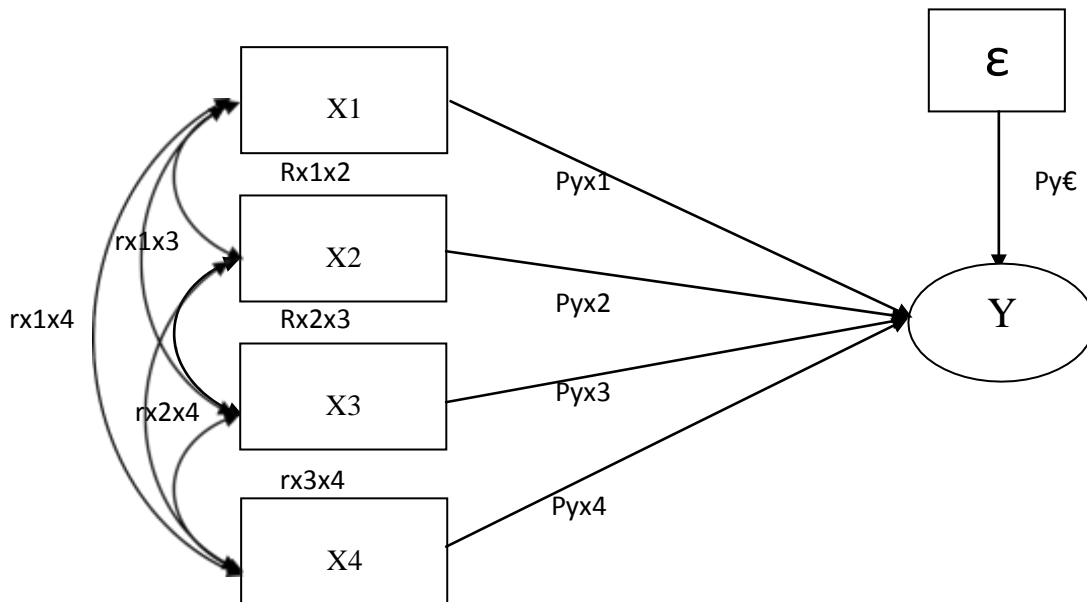 ε
X1
Rx1x2
Pyx1
Py€
rx1x3
X2
Pyx2
Y
rx1x4
Rx2x3
X3
Pyx3
rx2x4
rx3x4
Pyx4
X4